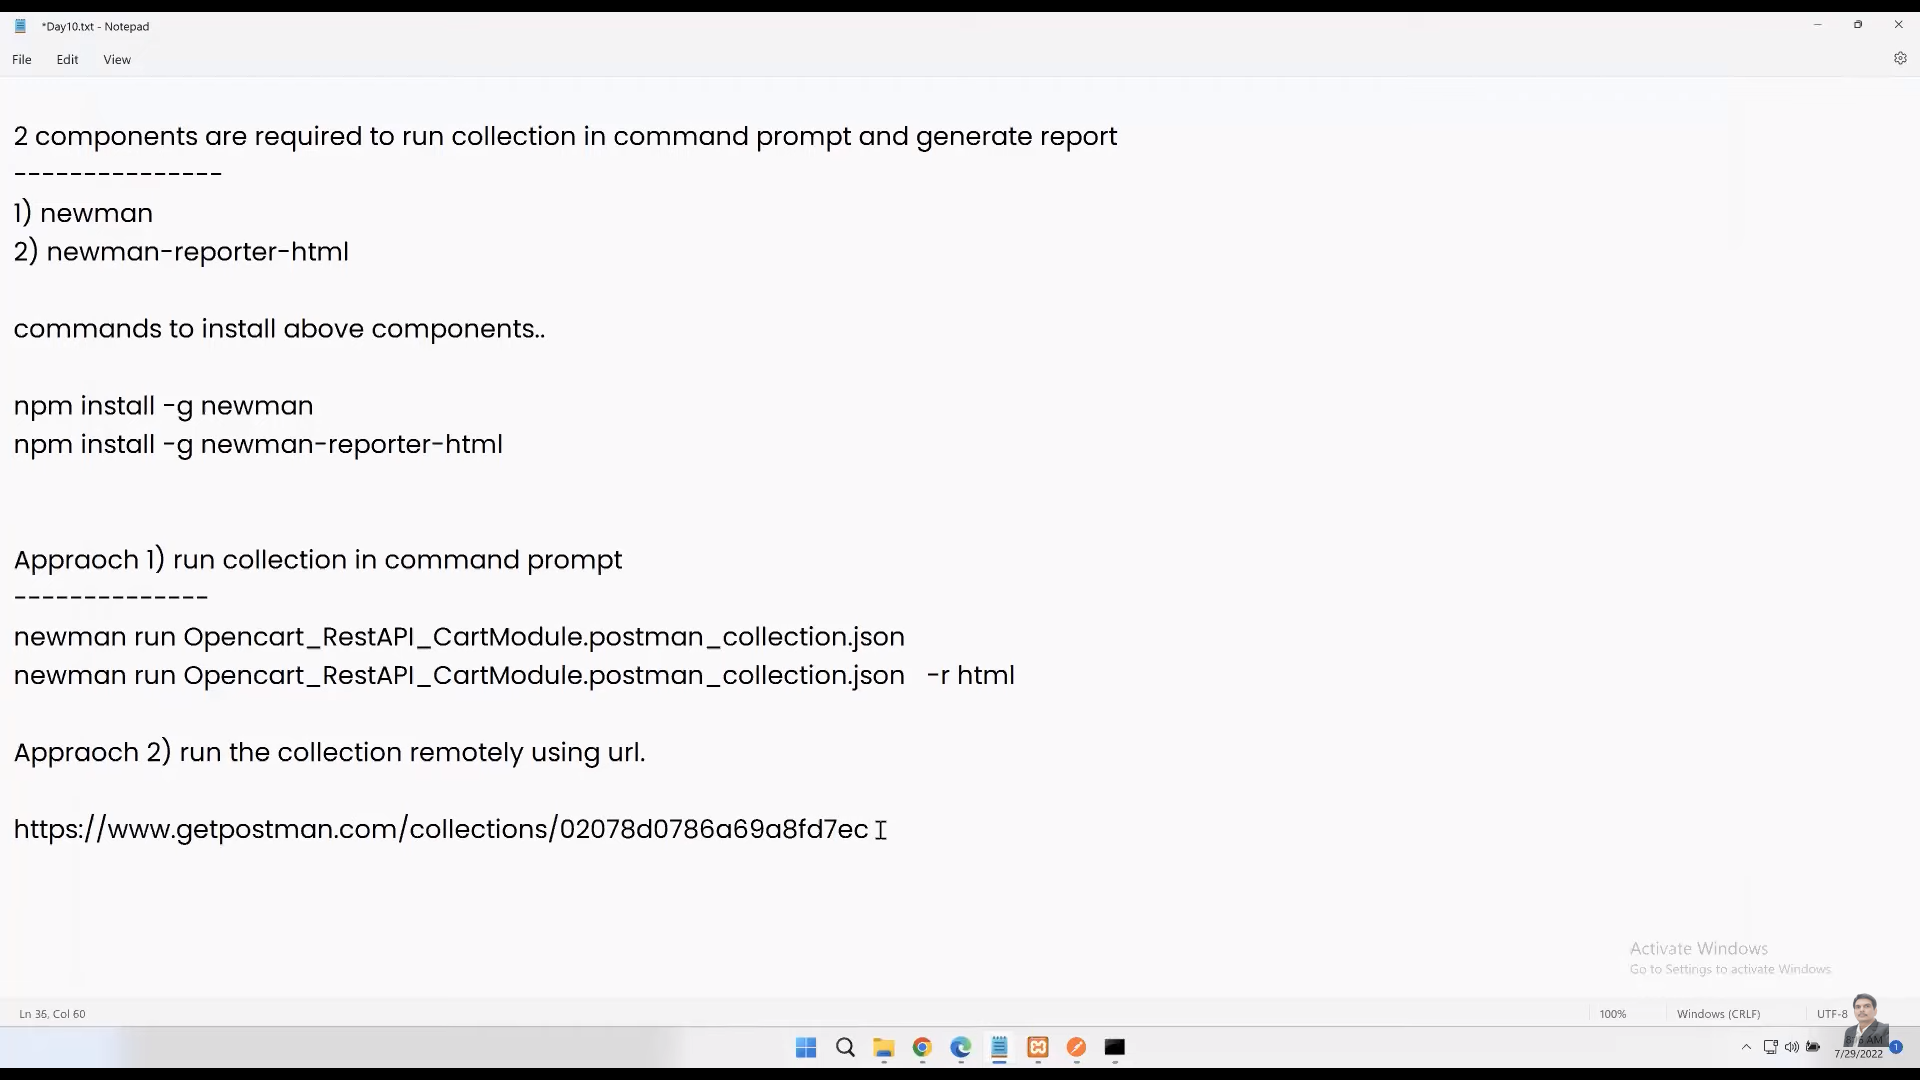 *Day10.txt - Notepad
File Edit View
2 components are required to run collection in command prompt and generate report
---------------
1) newman
2) newman-reporter-html
commands to install above components..
npm install -g newman
npm install -g newman-reporter-html
Appraoch 1) run collection in command prompt
--------------
newman run Opencart_RestAPI_CartModule.postman_collection.json
newman run Opencart_RestAPI_CartModule.postman_collection.json -r html
Appraoch 2) run the collection remotely using url.
https://www.getpostman.com/collections/02078d0786a69a8fd7ec
Activate Windows
Go to Settings to activate Windows.
Ln 36, Col 60 100% Windows (CRLF) UTF-8
AM
7/29/2022 1